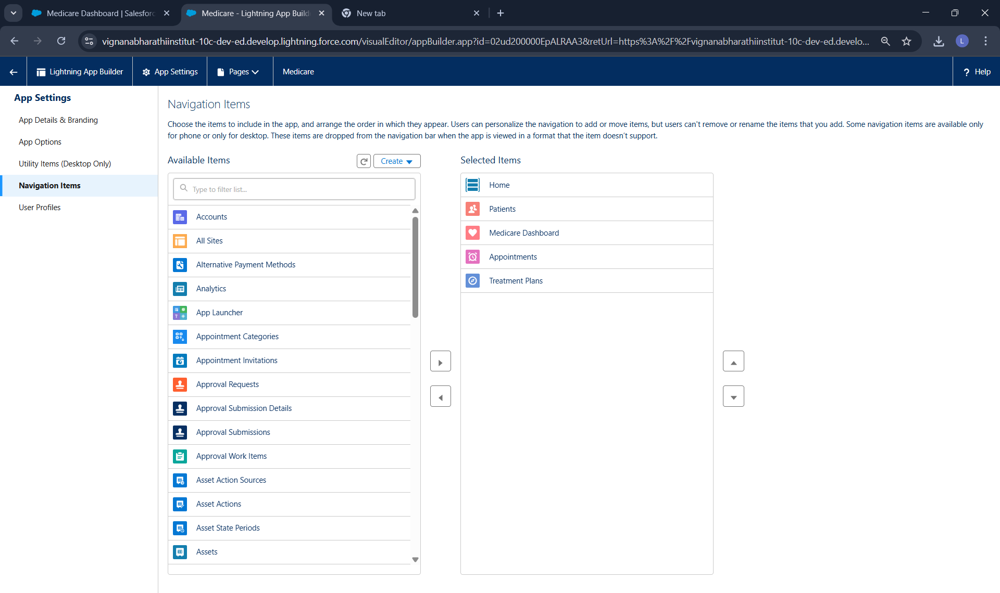 Medicare Dashboard | Salesforc
Medicare - Lightning App Build
New tab
vignanabharathiinstitut-10c-dev-ed.develop.lightning.force.com/visualEditor/appBuilder.app?id=02ud200000EpALRAA3&retUrl=https%3A%2F%2Fvignanabharathiinstitut-10c-dev-ed.develo...
L
Lightning App Builder
App Settings
Pages
Medicare
? Help
App Settings
App Details & Branding
App Options
Utility Items (Desktop Only)
Navigation Items
User Profiles
Navigation Items
Choose the items to include in the app, and arrange the order in which they appear. Users can personalize the navigation to add or move items, but users can't remove or rename the items that you add. Some navigation items are available only
for phone or only for desktop. These items are dropped from the navigation bar when the app is viewed in a format that the item doesn't support.
Available Items
Create
Type to filter list...
Accounts
All Sites
Alternative Payment Methods
Analytics
App Launcher
Appointment Categories
Appointment Invitations
Approval Requests
Approval Submission Details
Approval Submissions
Approval Work Items
Asset Action Sources
Asset Actions
Asset State Periods
Assets
Selected Items
Home
Patients
Medicare Dashboard
Appointments
Treatment Plans